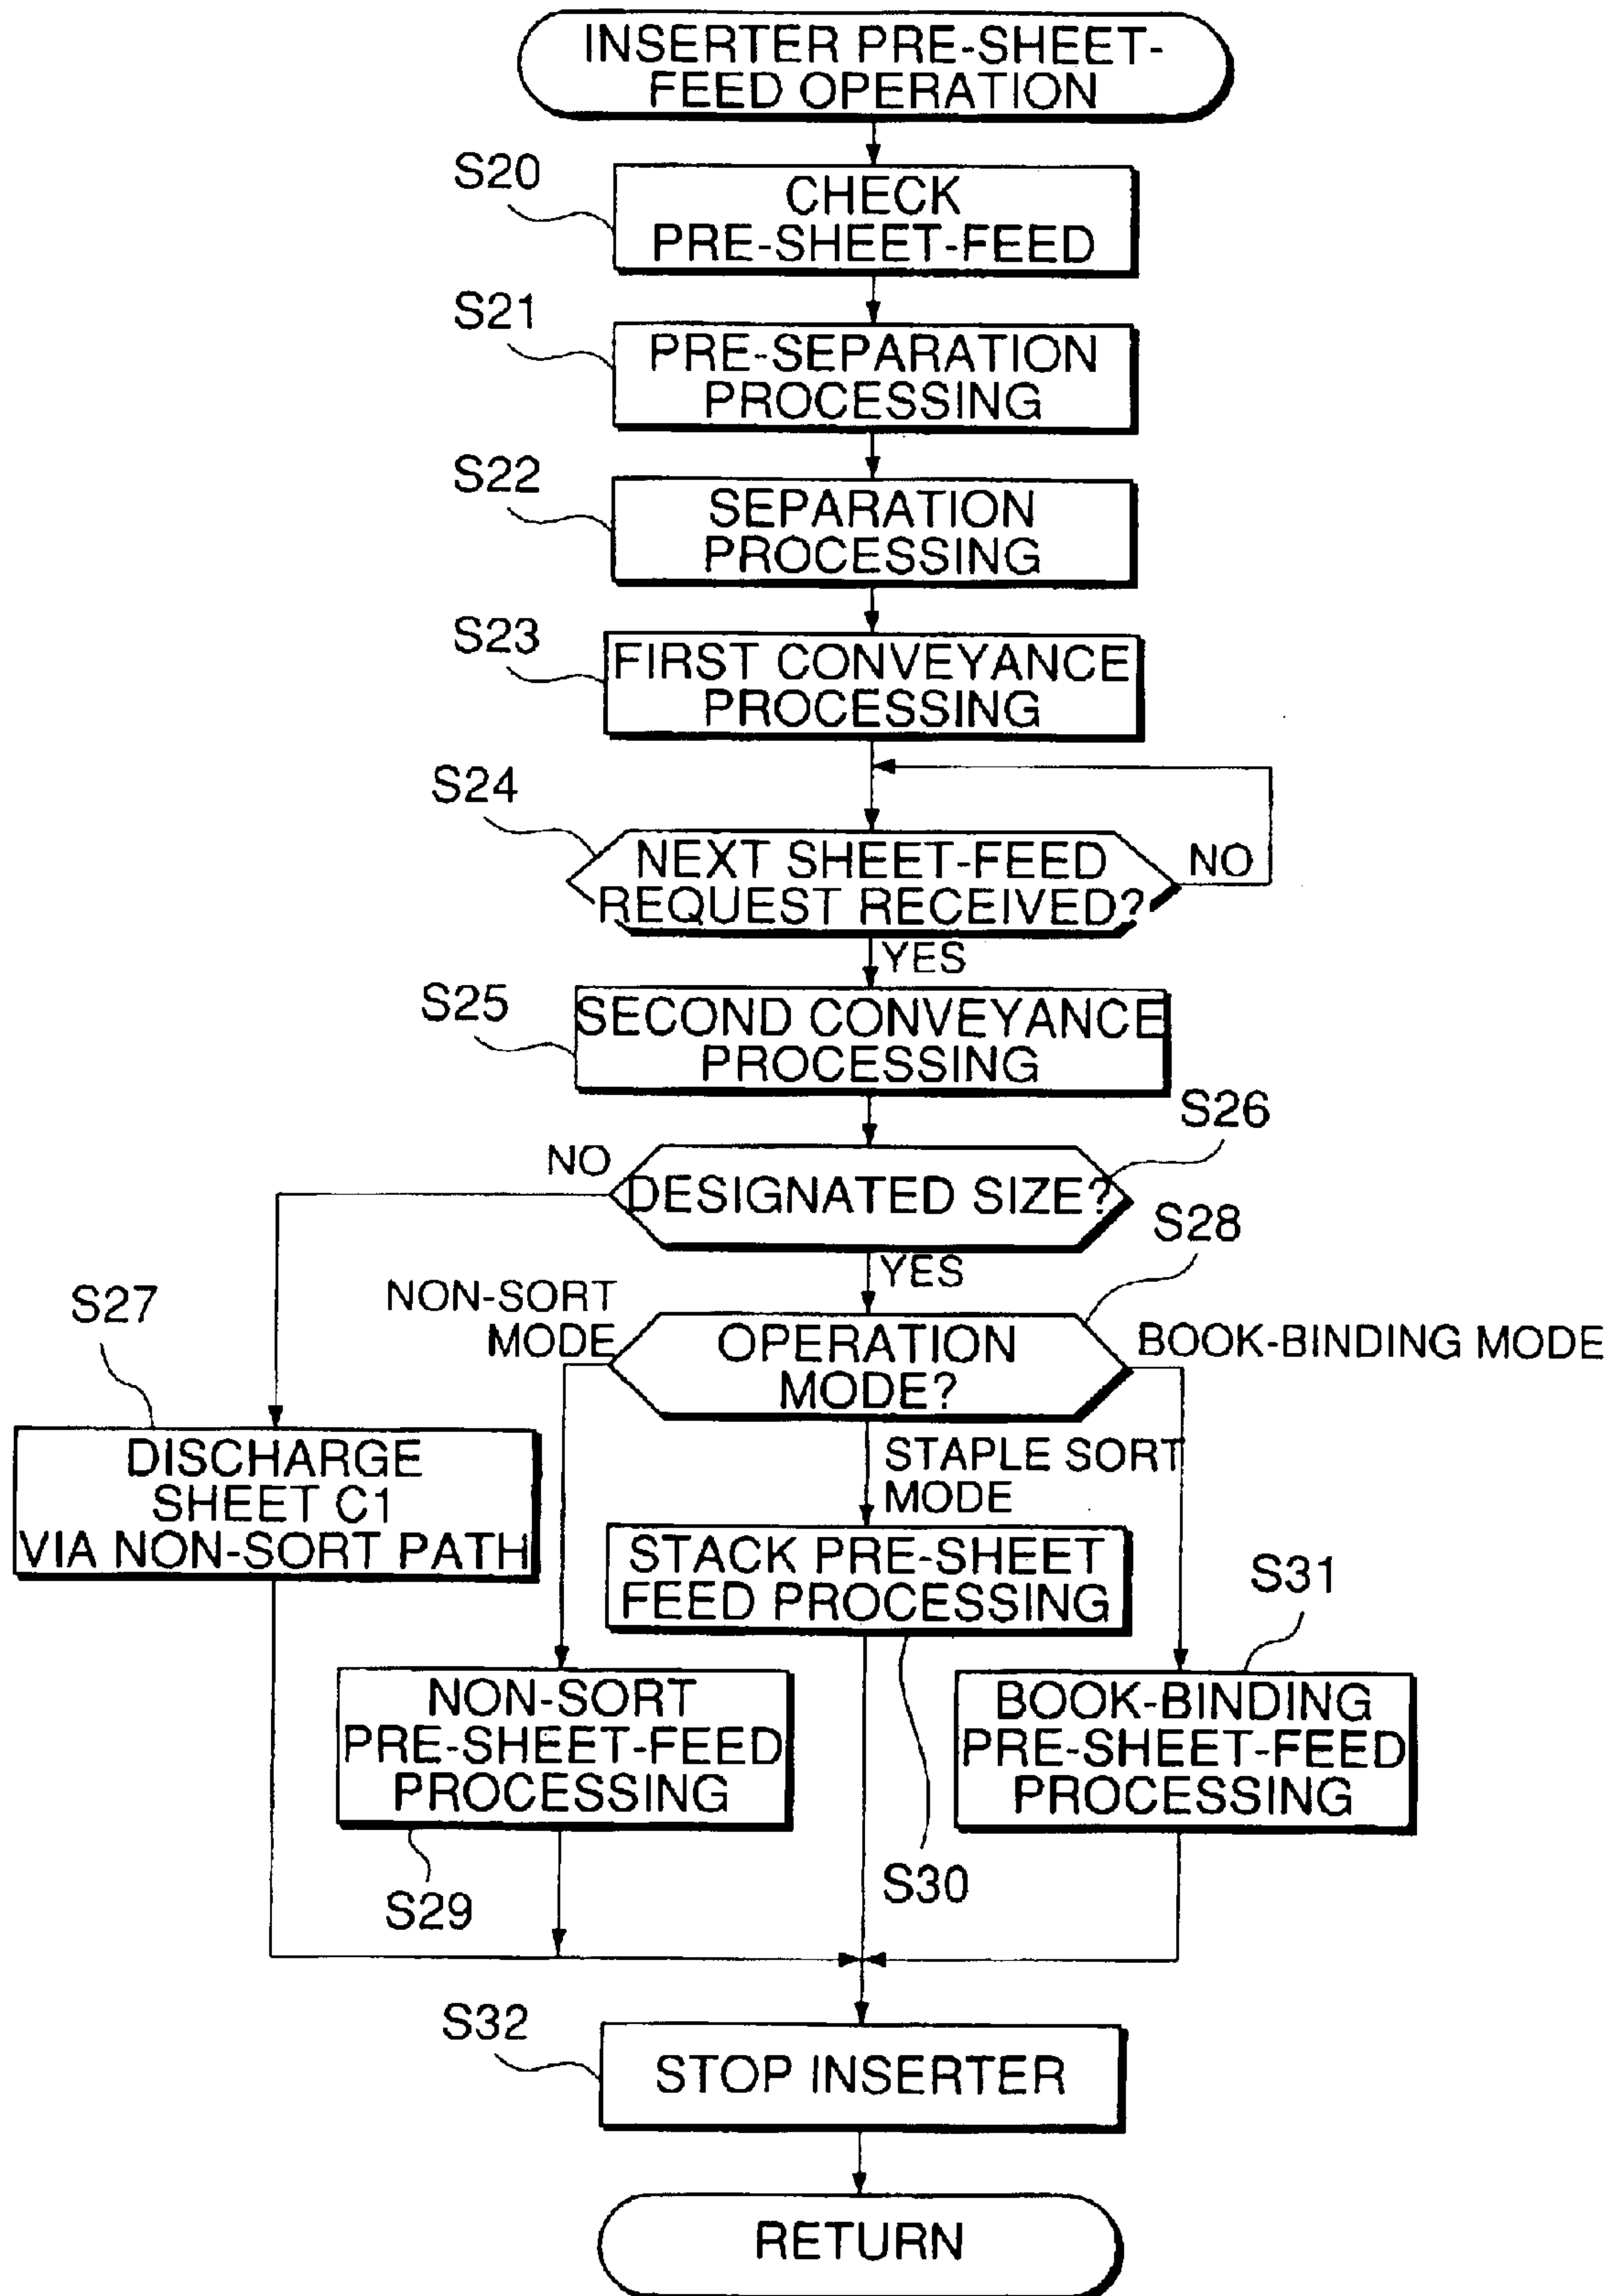 INSERTER PRE-SHEET-
FEED OPERATION
S20
CHECK
PRE-SHEET-FEED
S21
PRE-SEPARATION
PROCESSING
S22
SEPARATION
PROCESSING
S23
FIRST CONVEYANCE
PROCESSING
S24
NEXT SHEET-FEED
REQUEST RECEIVED?
NO
YES
S25
SECOND CONVEYANCE
PROCESSING
S26
NO
DESIGNATED SIZE?
S28
YES
S27
NON-SORT
MODE
OPERATION
MODE?
BOOK-BINDING MODE
DISCHARGE
SHEET C1
VIA NON-SORT PATH
STAPLE SORT
MODE
STACK PRE-SHEET
FEED PROCESSING
S31
NON-SORT
PRE-SHEET-FEED
PROCESSING
BOOK-BINDING
PRE-SHEET-FEED
PROCESSING
S29
S30
S32
STOP INSERTER
RETURN